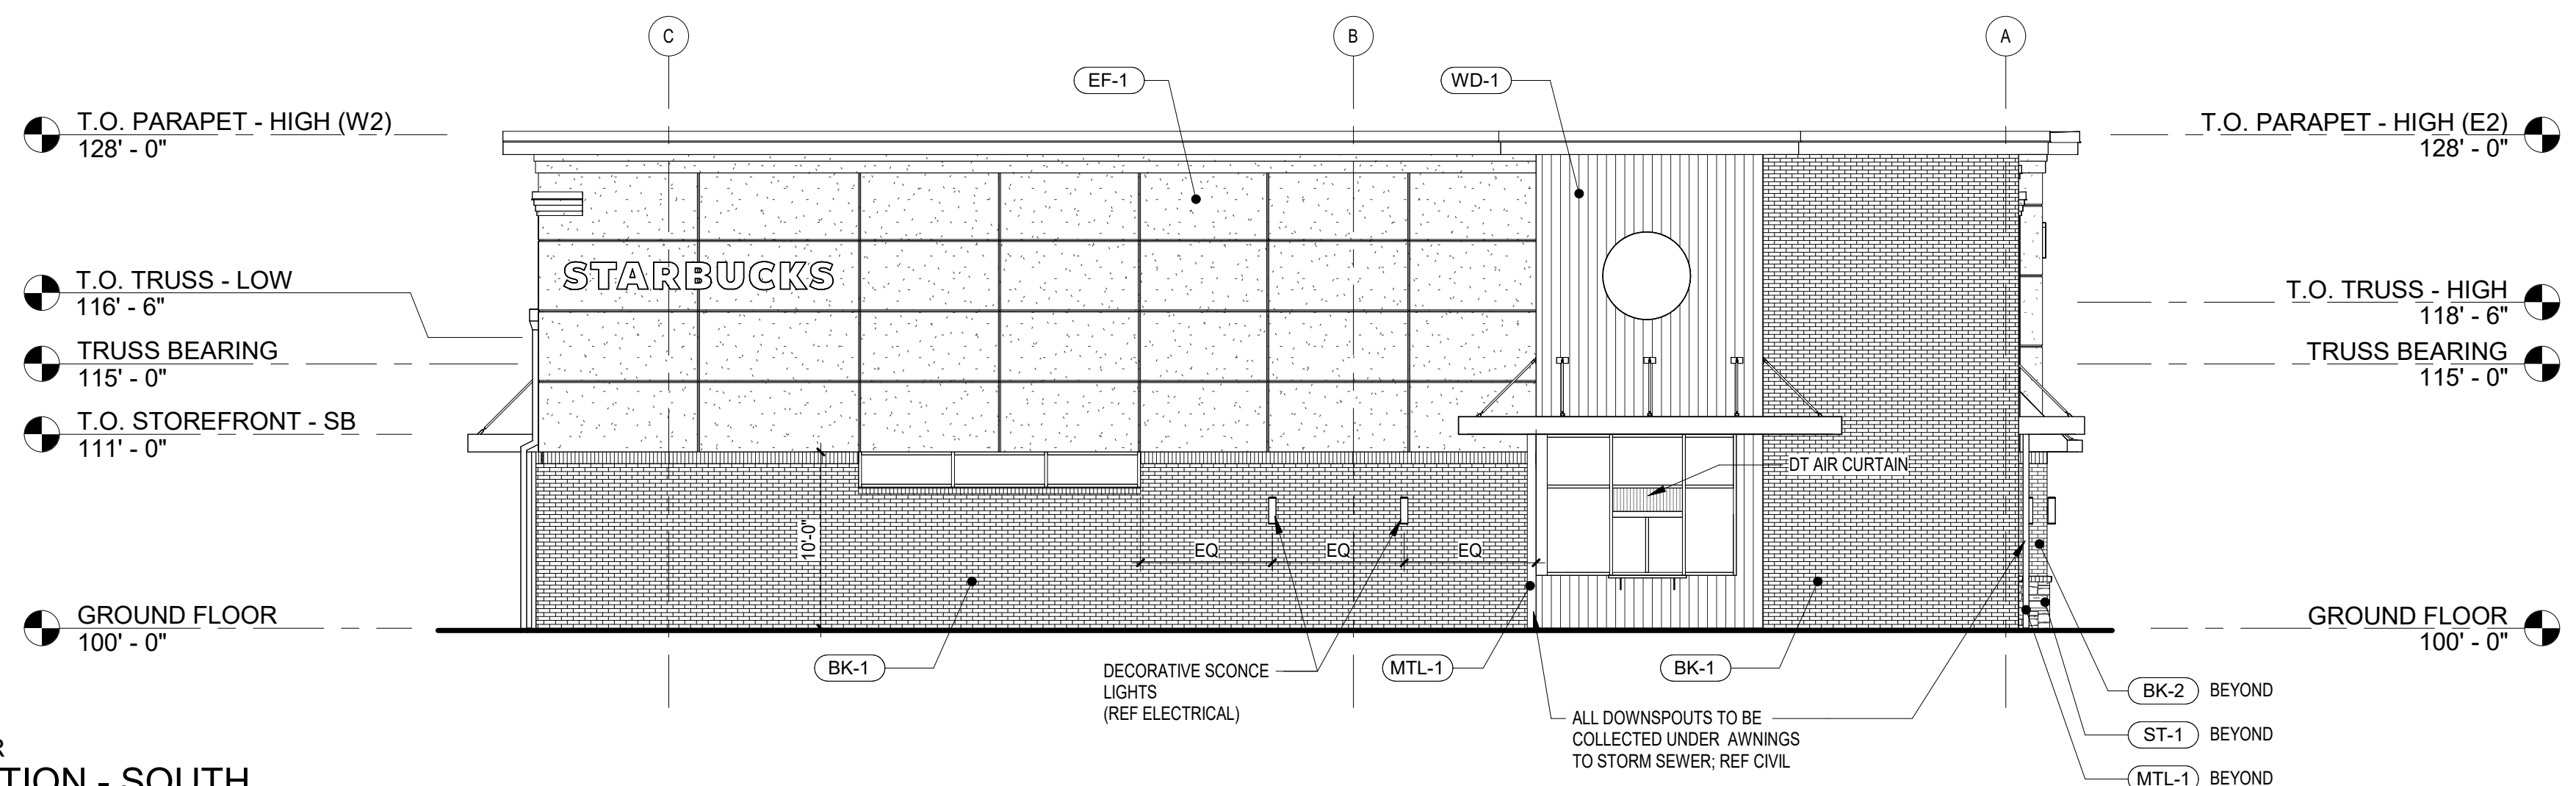 C
B
A
EF-1
WD-1
T.O. PARAPET - HIGH (W2)
128' - 0"
T.O. PARAPET - HIGH (E2)
128' - 0"
STARBUCKS
T.O. TRUSS - LOW
116' - 6"
T.O. TRUSS - HIGH
118' - 6"
TRUSS BEARING
115' - 0"
TRUSS BEARING
115' - 0"
T.O. STOREFRONT - SB
111' - 0"
DT AIR CURTAIN
10'-0"
EQ
EQ
EQ
GROUND FLOOR
100' - 0"
GROUND FLOOR
100' - 0"
BK-1
DECORATIVE SCONCE
LIGHTS
(REF ELECTRICAL)
MTL-1
BK-1
ALL DOWNSPOUTS TO BE
COLLECTED UNDER AWNINGS
TO STORM SEWER; REF CIVIL
BK-2 BEYOND
ST-1 BEYOND
MTL-1 BEYOND
R
TION - SOUTH